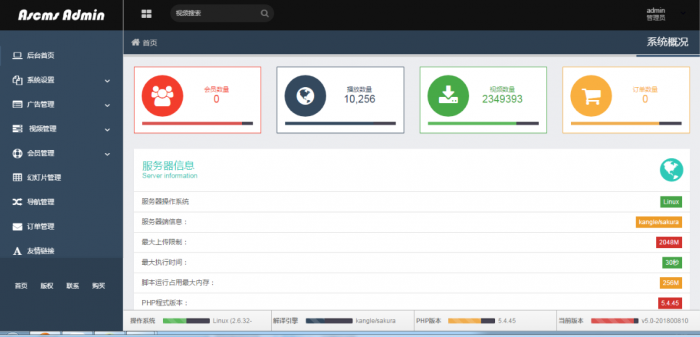 Ascms Admin
视频搜索
admin
管理员
首页
系统概况
后台首页
系统设置
广告管理
视频管理
会员管理
幻灯片管理
导航管理
订单管理
友情链接
首页 版权 联系 购买
会员数量
0
播放数量
10,256
视频数量
2349393
订单数量
0
服务器信息
Server information
服务器操作系统 Linux
服务器端信息： kangle/sakura
最大上传限制： 2048M
最大执行时间： 30秒
脚本运行占用最大内存： 256M
PHP程式版本： 5.4.45
操作系统 Linux (2.6.32- 解译引擎 kangle/sakura PHP版本 5.4.45 当前版本 v5.0-201800810